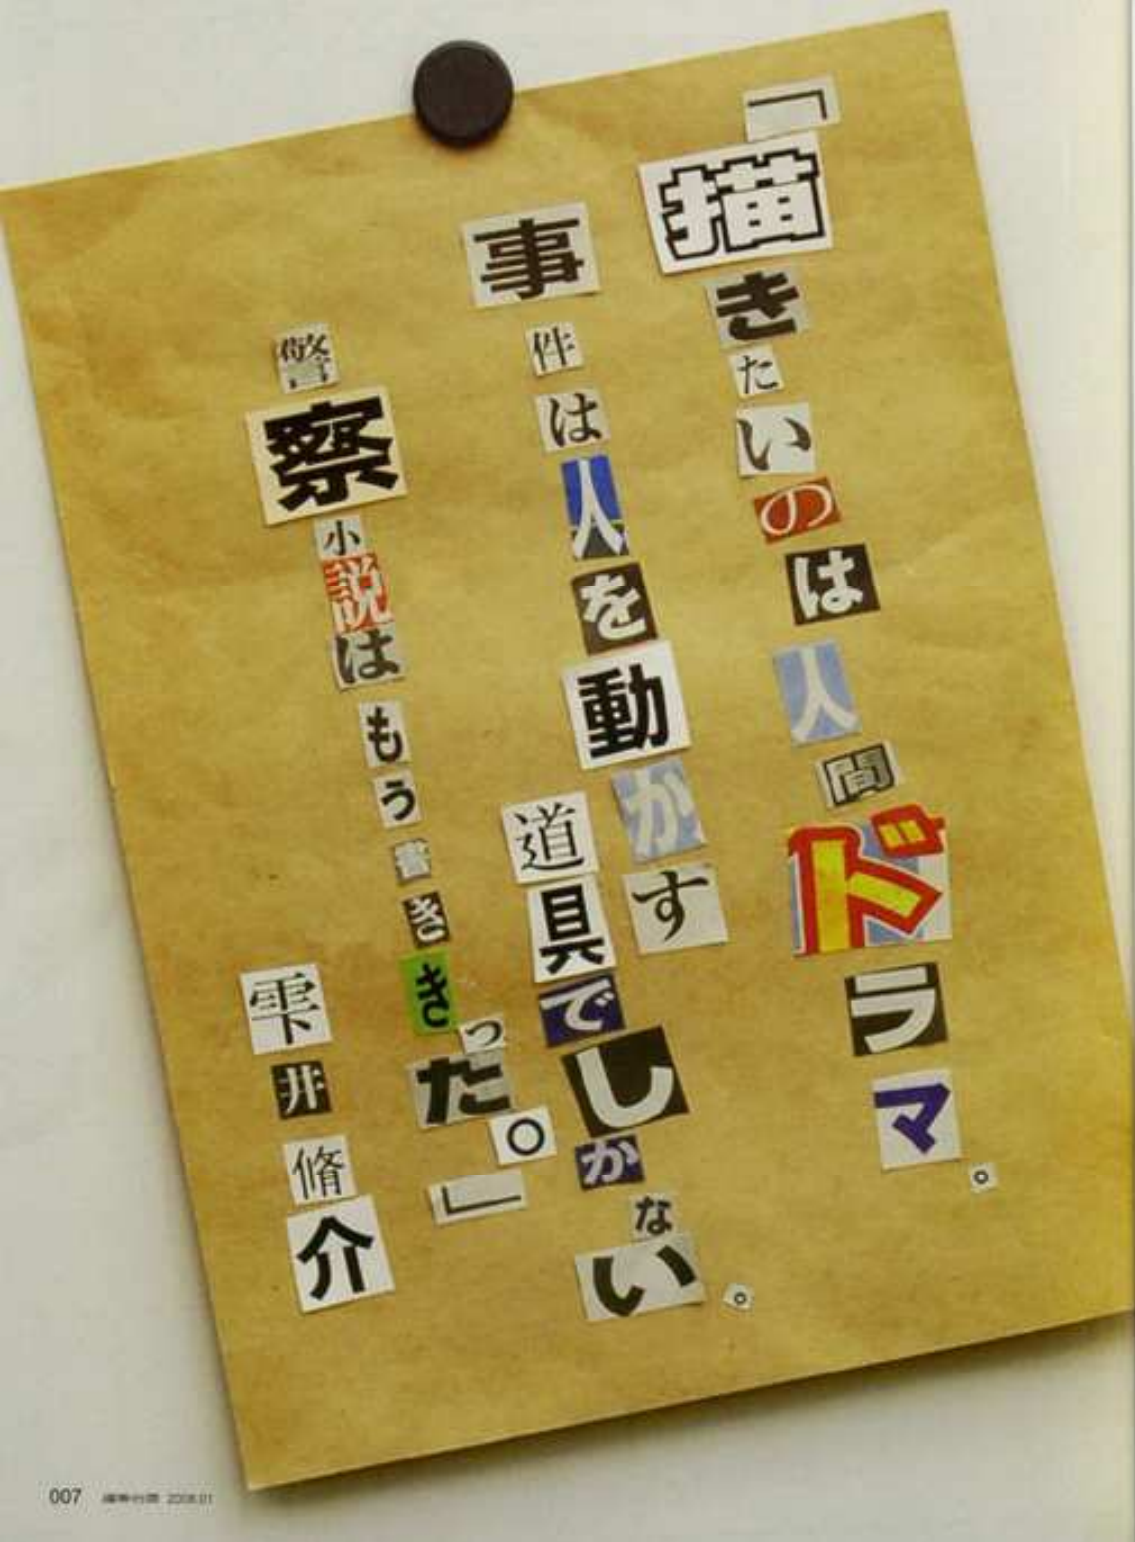 「描きたいのは人間ドラマ。
事件は人を動かす
道具でしかない。
警察小説はもう書ききった。」
雫井脩介
007